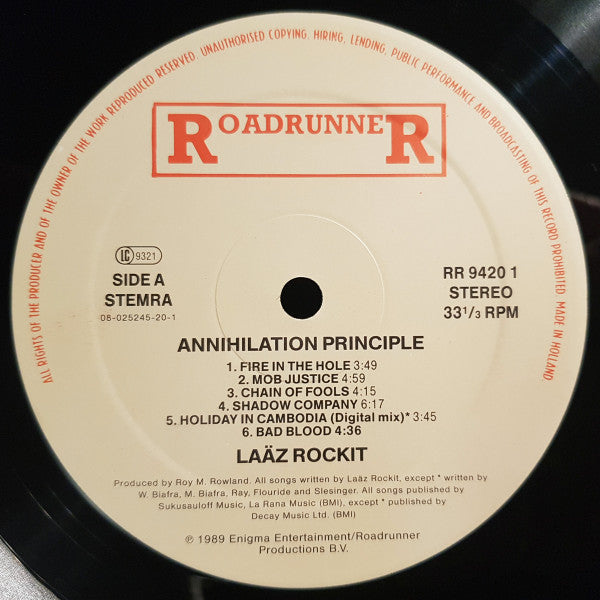 ALL RIGHTS OF THE PRODUCER AND OF THE OWNER OF THE WORK REPRODUCED RESERVED. UNAUTHORISED COPYING. HIRING, LENDING, PUBLIC PERFORMANCE AND BROADCASTING OF THIS RECORD PROHIBITED. MADE IN HOLLAND
ROADRUNNER
LC 9321
SIDE A
STEMRA
08-025245-20-1
RR 9420 1
STEREO
33 1/3 RPM
ANNIHILATION PRINCIPLE
1. FIRE IN THE HOLE 3:49
2. MOB JUSTICE 4:59
3. CHAIN OF FOOLS 4:15
4. SHADOW COMPANY 6:17
5. HOLIDAY IN CAMBODIA (Digital mix)* 3:45
6. BAD BLOOD 4:36
LAÄZ ROCKIT
Produced by Roy M. Rowland. All songs written by Laäz Rockit, except * written by
W. Biafra, M. Biafra, Ray, Flouride and Slesinger. All songs published by
Sukusauloff Music, La Rana Music (BMI), except * published by
Decay Music Ltd. (BMI)
℗ 1989 Enigma Entertainment/Roadrunner
Productions B.V.